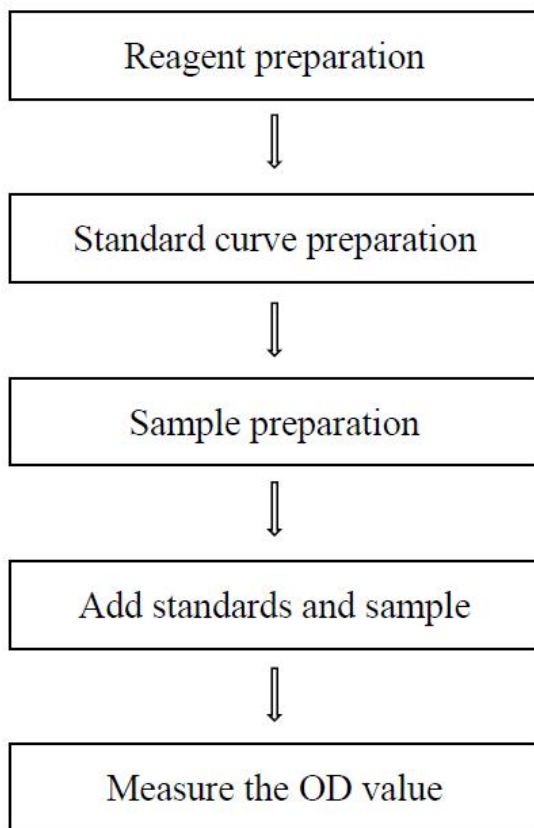 Reagent preparation
Standard curve preparation
Sample preparation
Add standards and sample
Measure the OD value